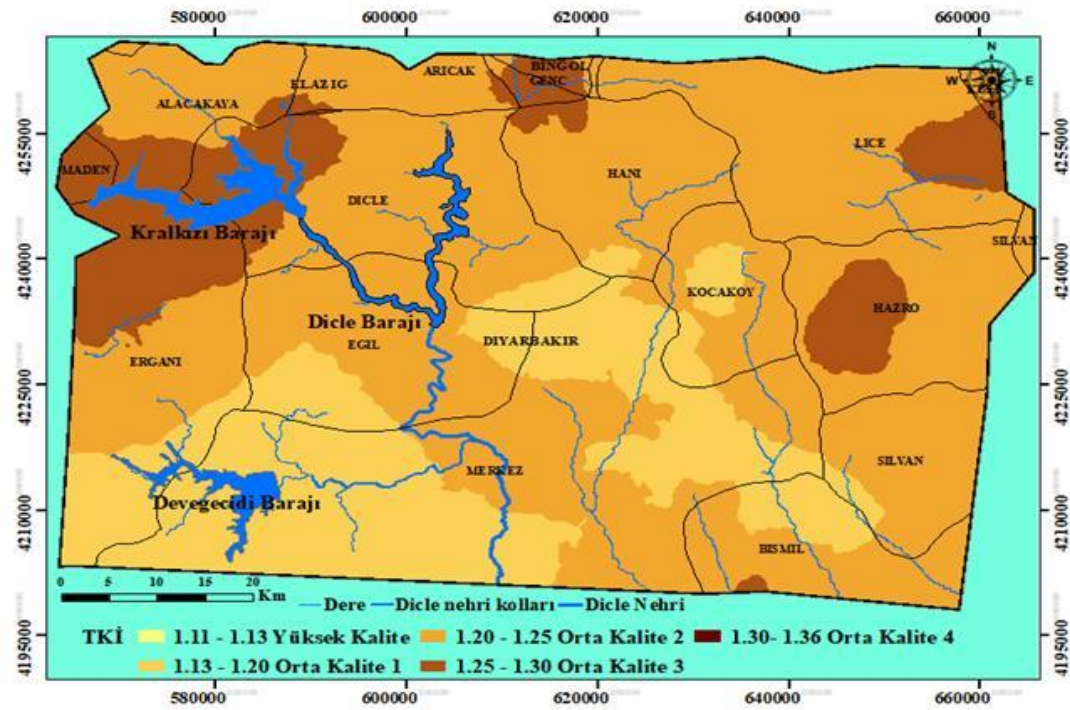 580000 600000 620000 640000 660000
N
W E
S
BINGOL
GENC
ARICAK
ELAZIG
ALACAKAYA
4255000 4255000
LICE
MADEN
HANI
DICLE
Kralkızı Barajı
SILVAN
4240000 4240000
KOCAKOY
HAZRO
Dicle Barajı
EGIL
DIYARBAKIR
ERGANI
4225000 4225000
SILVAN
MERKEZ
Devegecidi Barajı
4210000 4210000
BISMIL
0 5 10 15 20
Km
Dere Dicle nehri kolları Dicle Nehri
4195000 4195000
TKİ 1.11 - 1.13 Yüksek Kalite 1.20 - 1.25 Orta Kalite 2 1.30- 1.36 Orta Kalite 4
1.13 - 1.20 Orta Kalite 1 1.25 - 1.30 Orta Kalite 3
580000 600000 620000 640000 660000